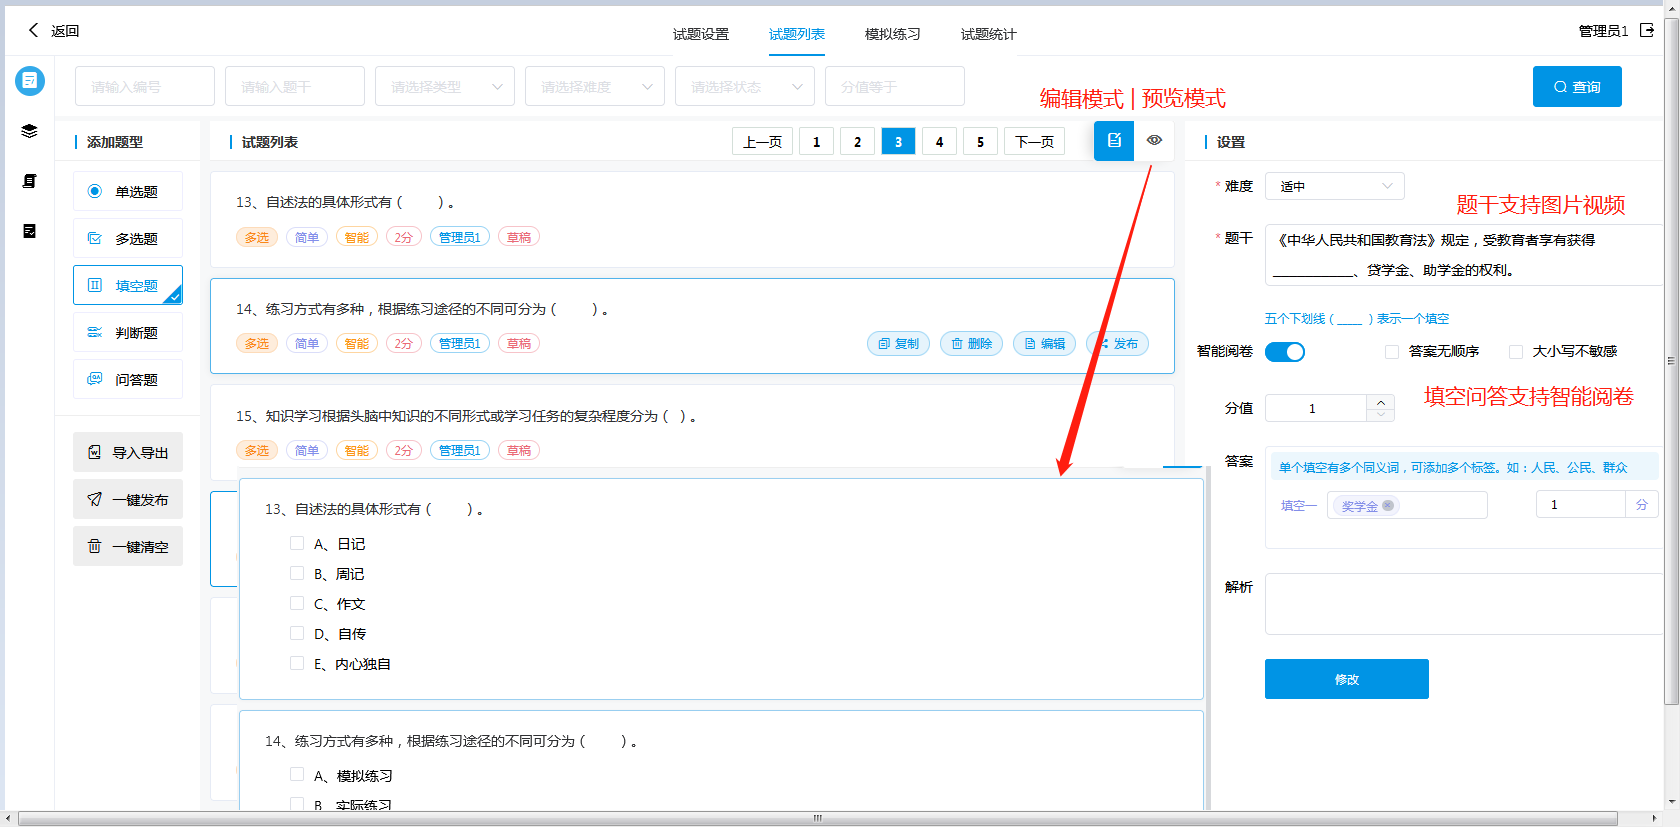 返回
试题设置 试题列表 模拟练习 试题统计
管理员1
请输入编号 请输入题干 请选择类型 请选择难度 请选择状态 分值等于
查询
编辑模式 | 预览模式
添加题型
单选题
多选题
填空题
判断题
问答题
导入导出
一键发布
一键清空
试题列表
上一页 1 2 3 4 5 下一页
13、自述法的具体形式有（ ）。
多选 简单 智能 2分 管理员1 草稿
14、练习方式有多种，根据练习途径的不同可分为（ ）。
多选 简单 智能 2分 管理员1 草稿
复制 删除 编辑 发布
15、知识学习根据头脑中知识的不同形式或学习任务的复杂程度分为（ ）。
多选 简单 智能 2分 管理员1 草稿
13、自述法的具体形式有（ ）。
A、日记
B、周记
C、作文
D、自传
E、内心独自
14、练习方式有多种，根据练习途径的不同可分为（ ）。
A、模拟练习
B、实际练习
设置
* 难度 适中
题干支持图片视频
* 题干 《中华人民共和国教育法》规定，受教育者享有获得
____________、贷学金、助学金的权利。
五个下划线（_____）表示一个填空
智能阅卷 答案无顺序 大小写不敏感
填空问答支持智能阅卷
分值 1
答案 单个填空有多个同义词，可添加多个标签。如：人民、公民、群众
填空一 奖学金 1 分
解析
修改